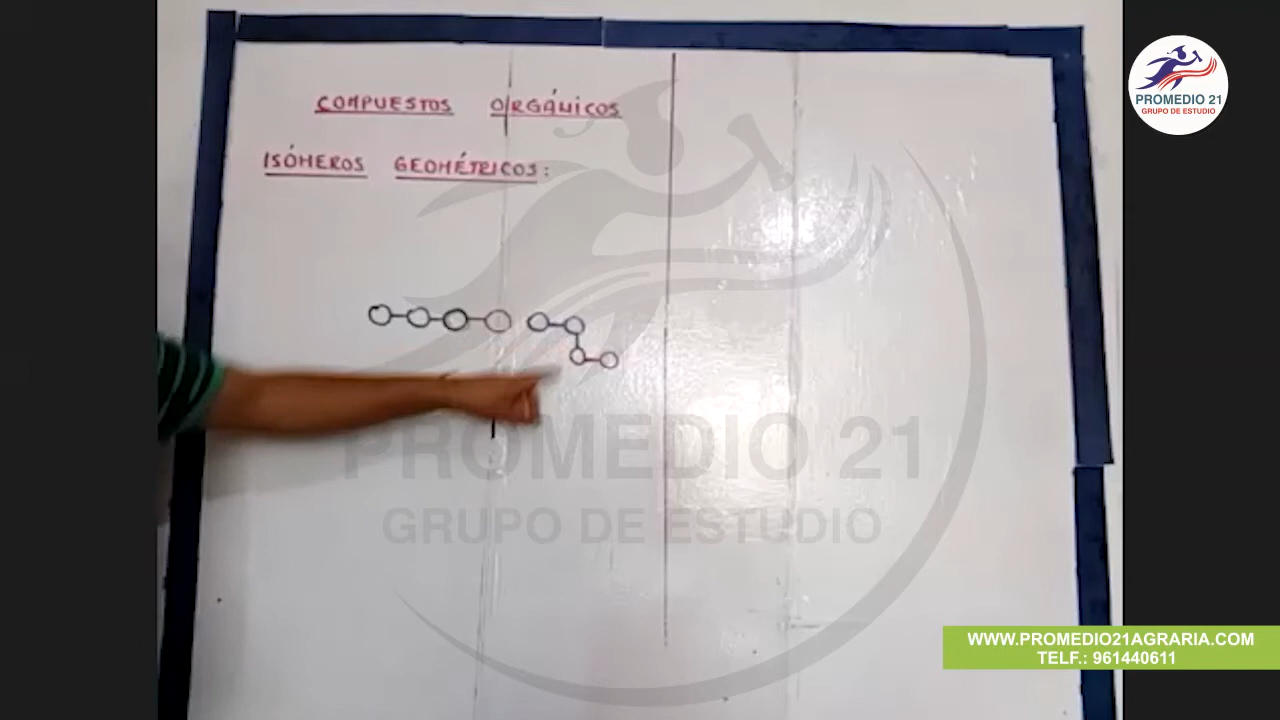 COMPUESTOS ORGÁNICOS
ISÓMEROS GEOMÉTRICOS:
PROMEDIO 21
GRUPO DE ESTUDIO
PROMEDIO 21
GRUPO DE ESTUDIO
WWW.PROMEDIO21AGRARIA.COM
TELF.: 961440611